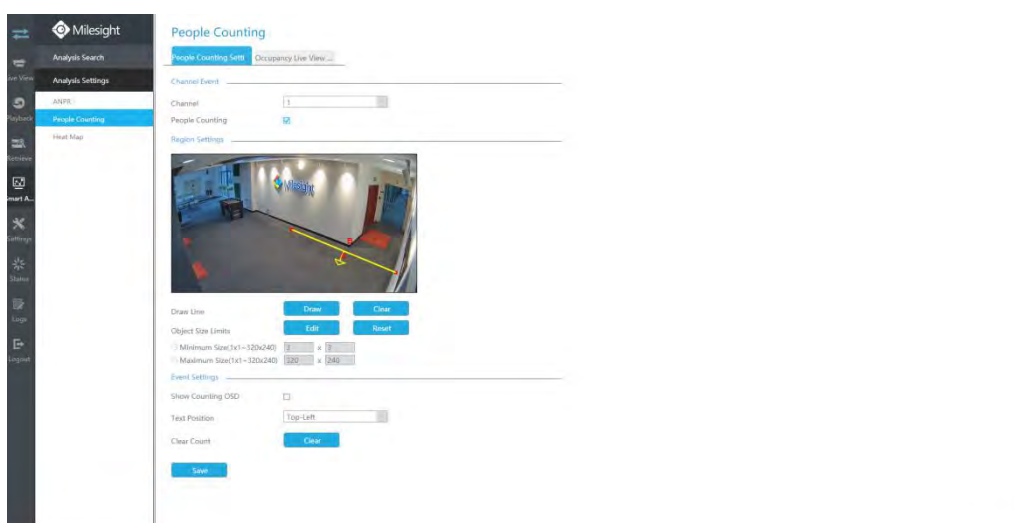 Milesight
Analysis Search
Live View
Analysis Settings
ANPR
Playback
People Counting
Heat Map
Retrieve
Smart A...
Settings
Status
Logs
Logout
People Counting
People Counting Setti
Occupancy Live View ...
Channel Event
Channel
1
People Counting
Region Settings
Milesight
Draw Line
Draw
Clear
Object Size Limits
Edit
Reset
Minimum Size(1x1~320x240)
x
Maximum Size(1x1~320x240)
320 x 240
Event Settings
Show Counting OSD
Text Position
Top-Left
Clear Count
Clear
Save